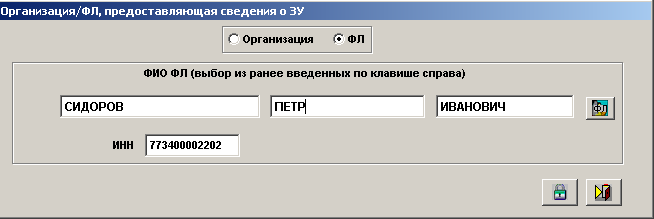 Организация/ФЛ, предоставляющая сведения о ЗУ
Организация ФЛ
ФИО ФЛ (выбор из ранее введенных по клавише справа)
СИДОРОВ ПЕТР ИВАНОВИЧ ФЛ
ИНН 773400002202